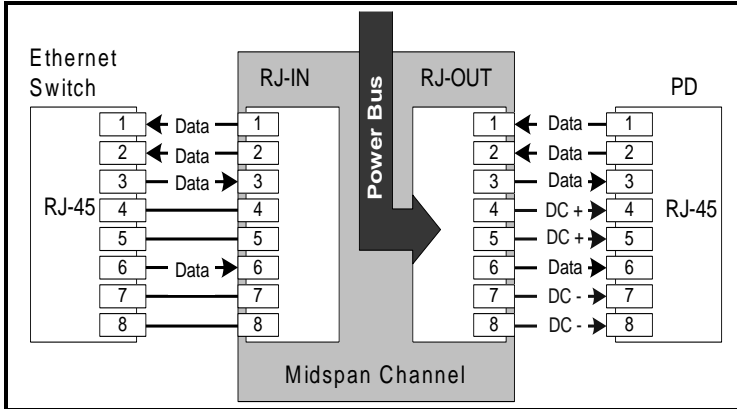 Ethernet
Switch
RJ-IN
RJ-OUT
PD
Power Bus
1 Data 1
1 Data 1
2 Data 2
2 Data 2
3 Data 3
3 Data 3
RJ-45
4 4
4 DC + 4
RJ-45
5 5
5 DC + 5
6 Data 6
6 Data 6
7 7
7 DC - 7
8 8
8 DC - 8
Midspan Channel